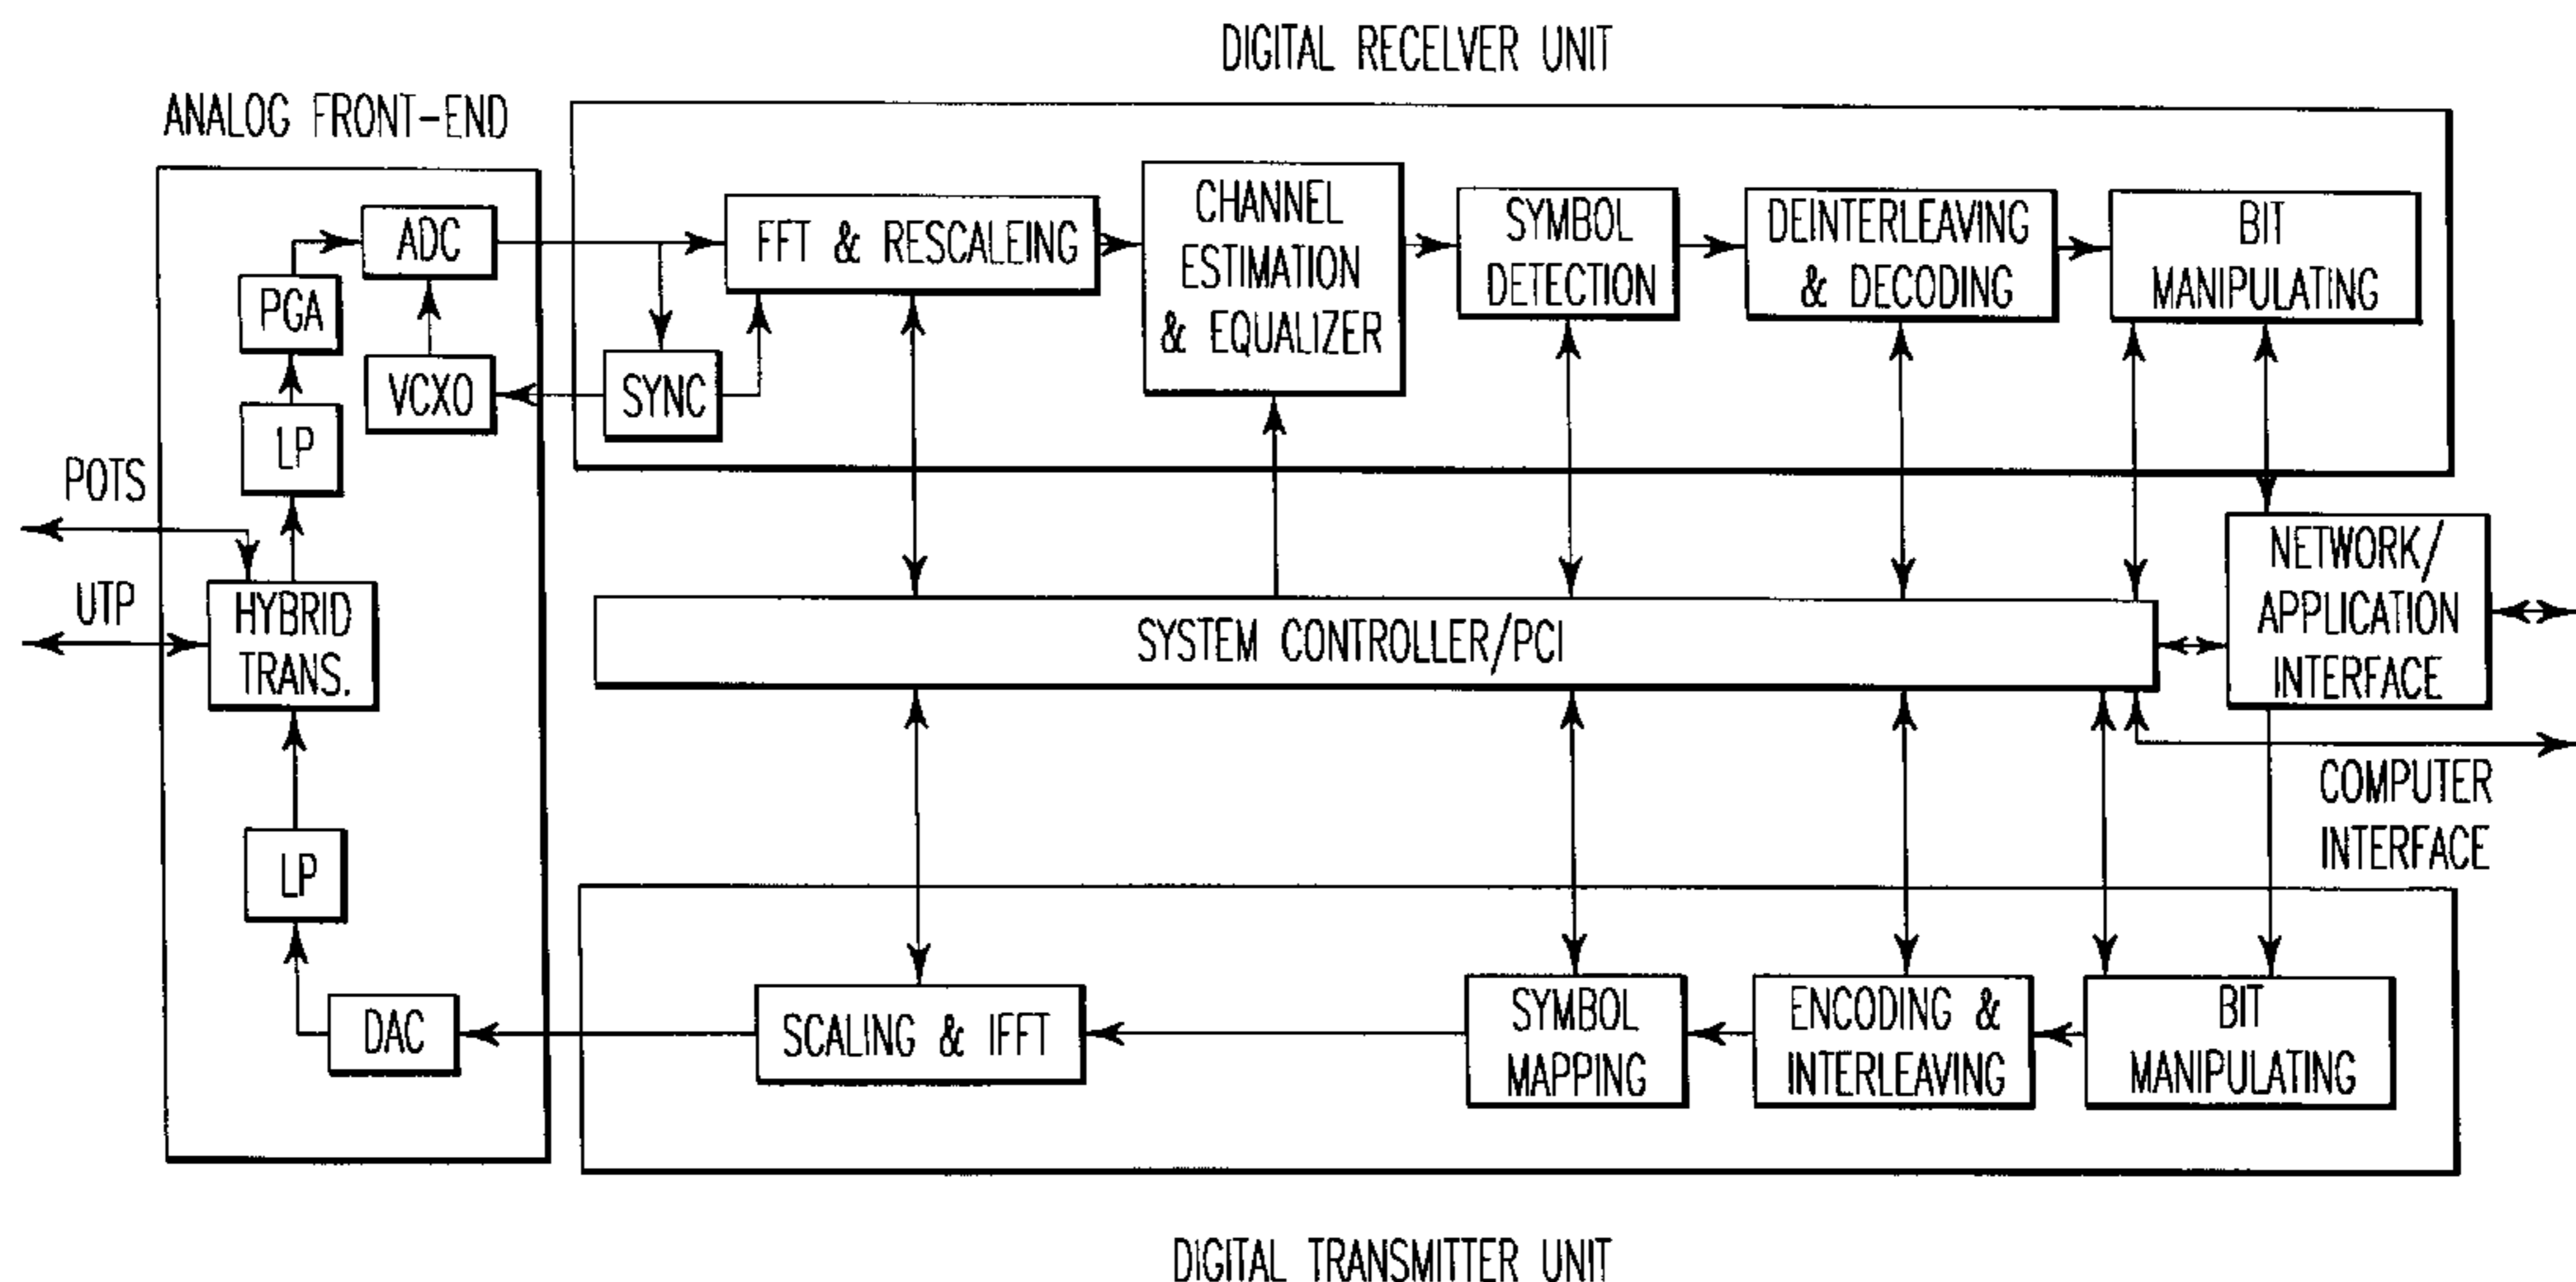 DIGITAL RECELVER UNIT
ANALOG FRONT-END
ADC
PGA
VCXO
LP
POTS
UTP
HYBRID
TRANS.
LP
DAC
FFT & RESCALEING
SYNC
CHANNEL
ESTIMATION
& EQUALIZER
SYMBOL
DETECTION
DEINTERLEAVING
& DECODING
BIT
MANIPULATING
SYSTEM CONTROLLER/PCI
NETWORK/
APPLICATION
INTERFACE
COMPUTER
INTERFACE
SCALING & IFFT
SYMBOL
MAPPING
ENCODING &
INTERLEAVING
BIT
MANIPULATING
DIGITAL TRANSMITTER UNIT